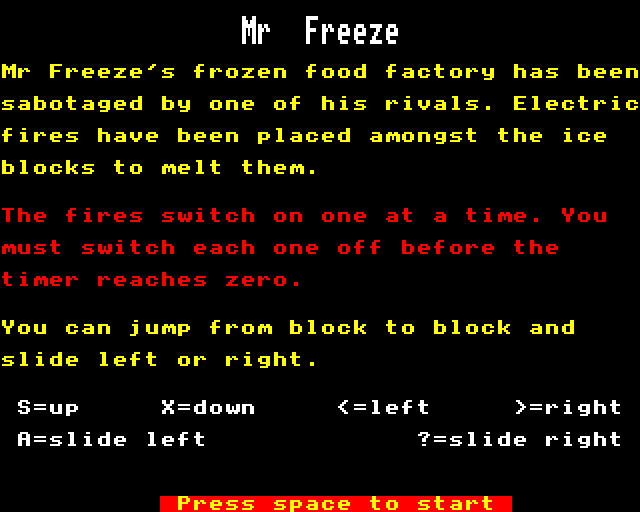 Mr Freeze
Mr Freeze's frozen food factory has been
sabotaged by one of his rivals. Electric
fires have been placed amongst the ice
blocks to melt them.
The fires switch on one at a time. You
must switch each one off before the
timer reaches zero.
You can jump from block to block and
slide left or right.
S=up X=down <=left >=right
A=slide left ?=slide right
Press space to start